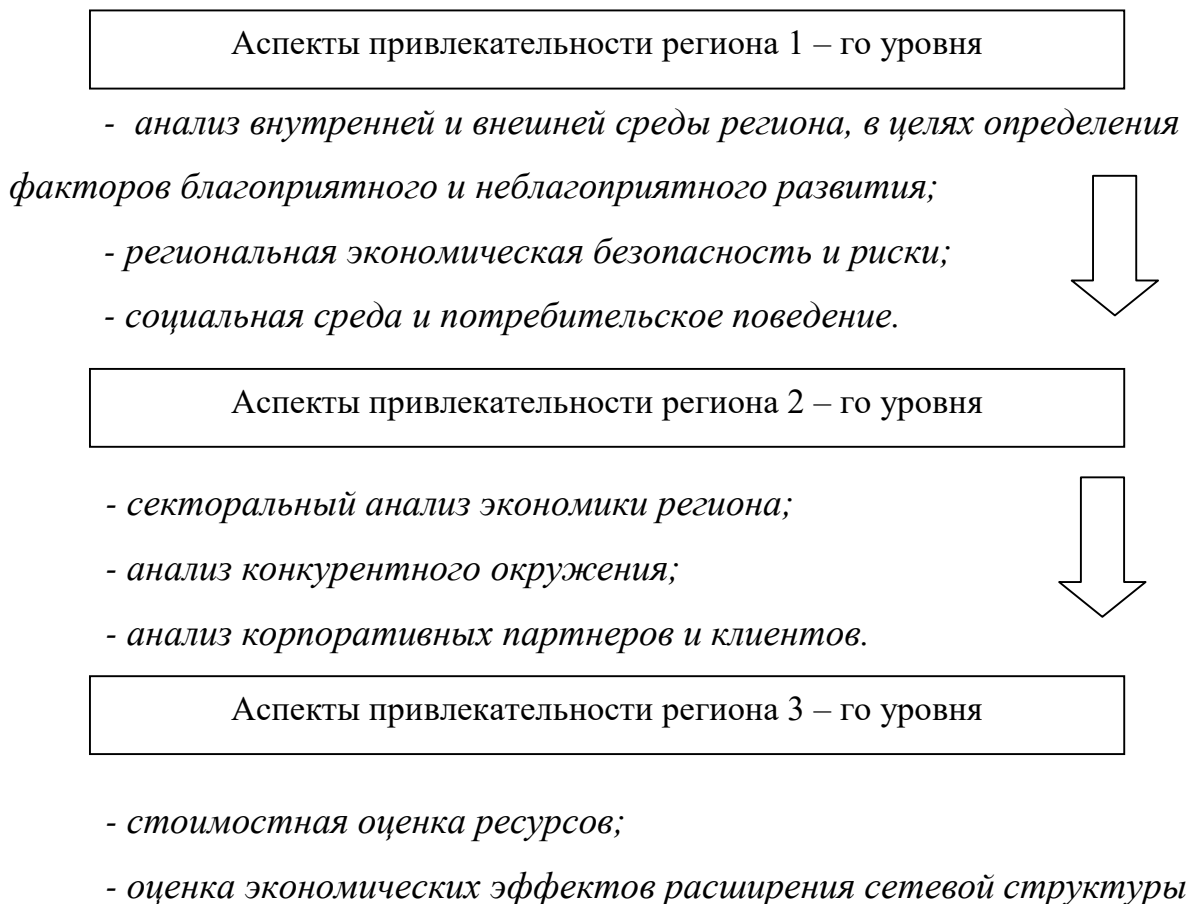 Аспекты привлекательности региона 1 – го уровня
- анализ внутренней и внешней среды региона, в целях определения
факторов благоприятного и неблагоприятного развития;
- региональная экономическая безопасность и риски;
- социальная среда и потребительское поведение.
Аспекты привлекательности региона 2 – го уровня
- секторальный анализ экономики региона;
- анализ конкурентного окружения;
- анализ корпоративных партнеров и клиентов.
Аспекты привлекательности региона 3 – го уровня
- стоимостная оценка ресурсов;
- оценка экономических эффектов расширения сетевой структуры